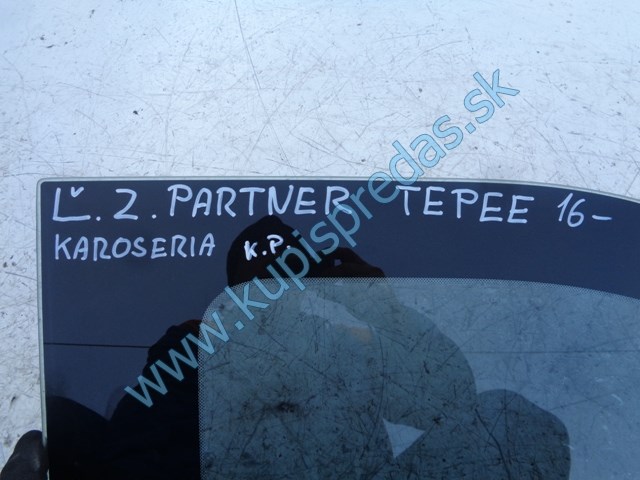 Ľ. Z. PARTNER TEPEE 16-
KAROSERIA K.P.
www.kupispredas.sk